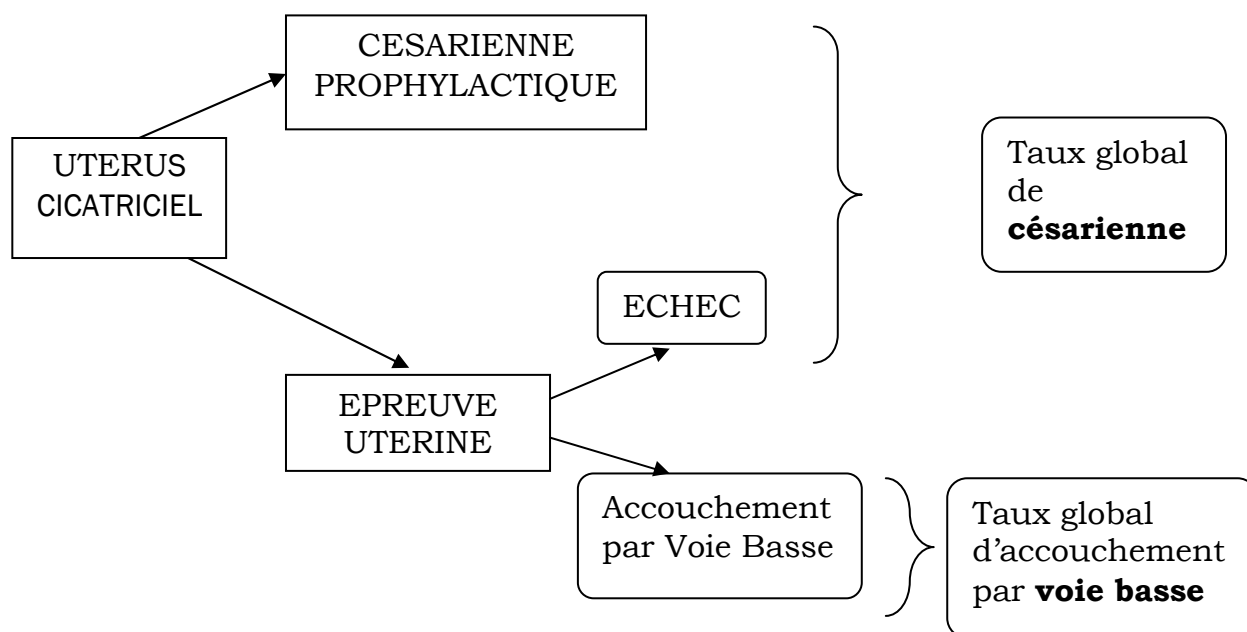 CESARIENNE
PROPHYLACTIQUE
UTERUS
CICATRICIEL
Taux global
de
césarienne
ECHEC
EPREUVE
UTERINE
Accouchement
par Voie Basse
Taux global
d’accouchement
par voie basse